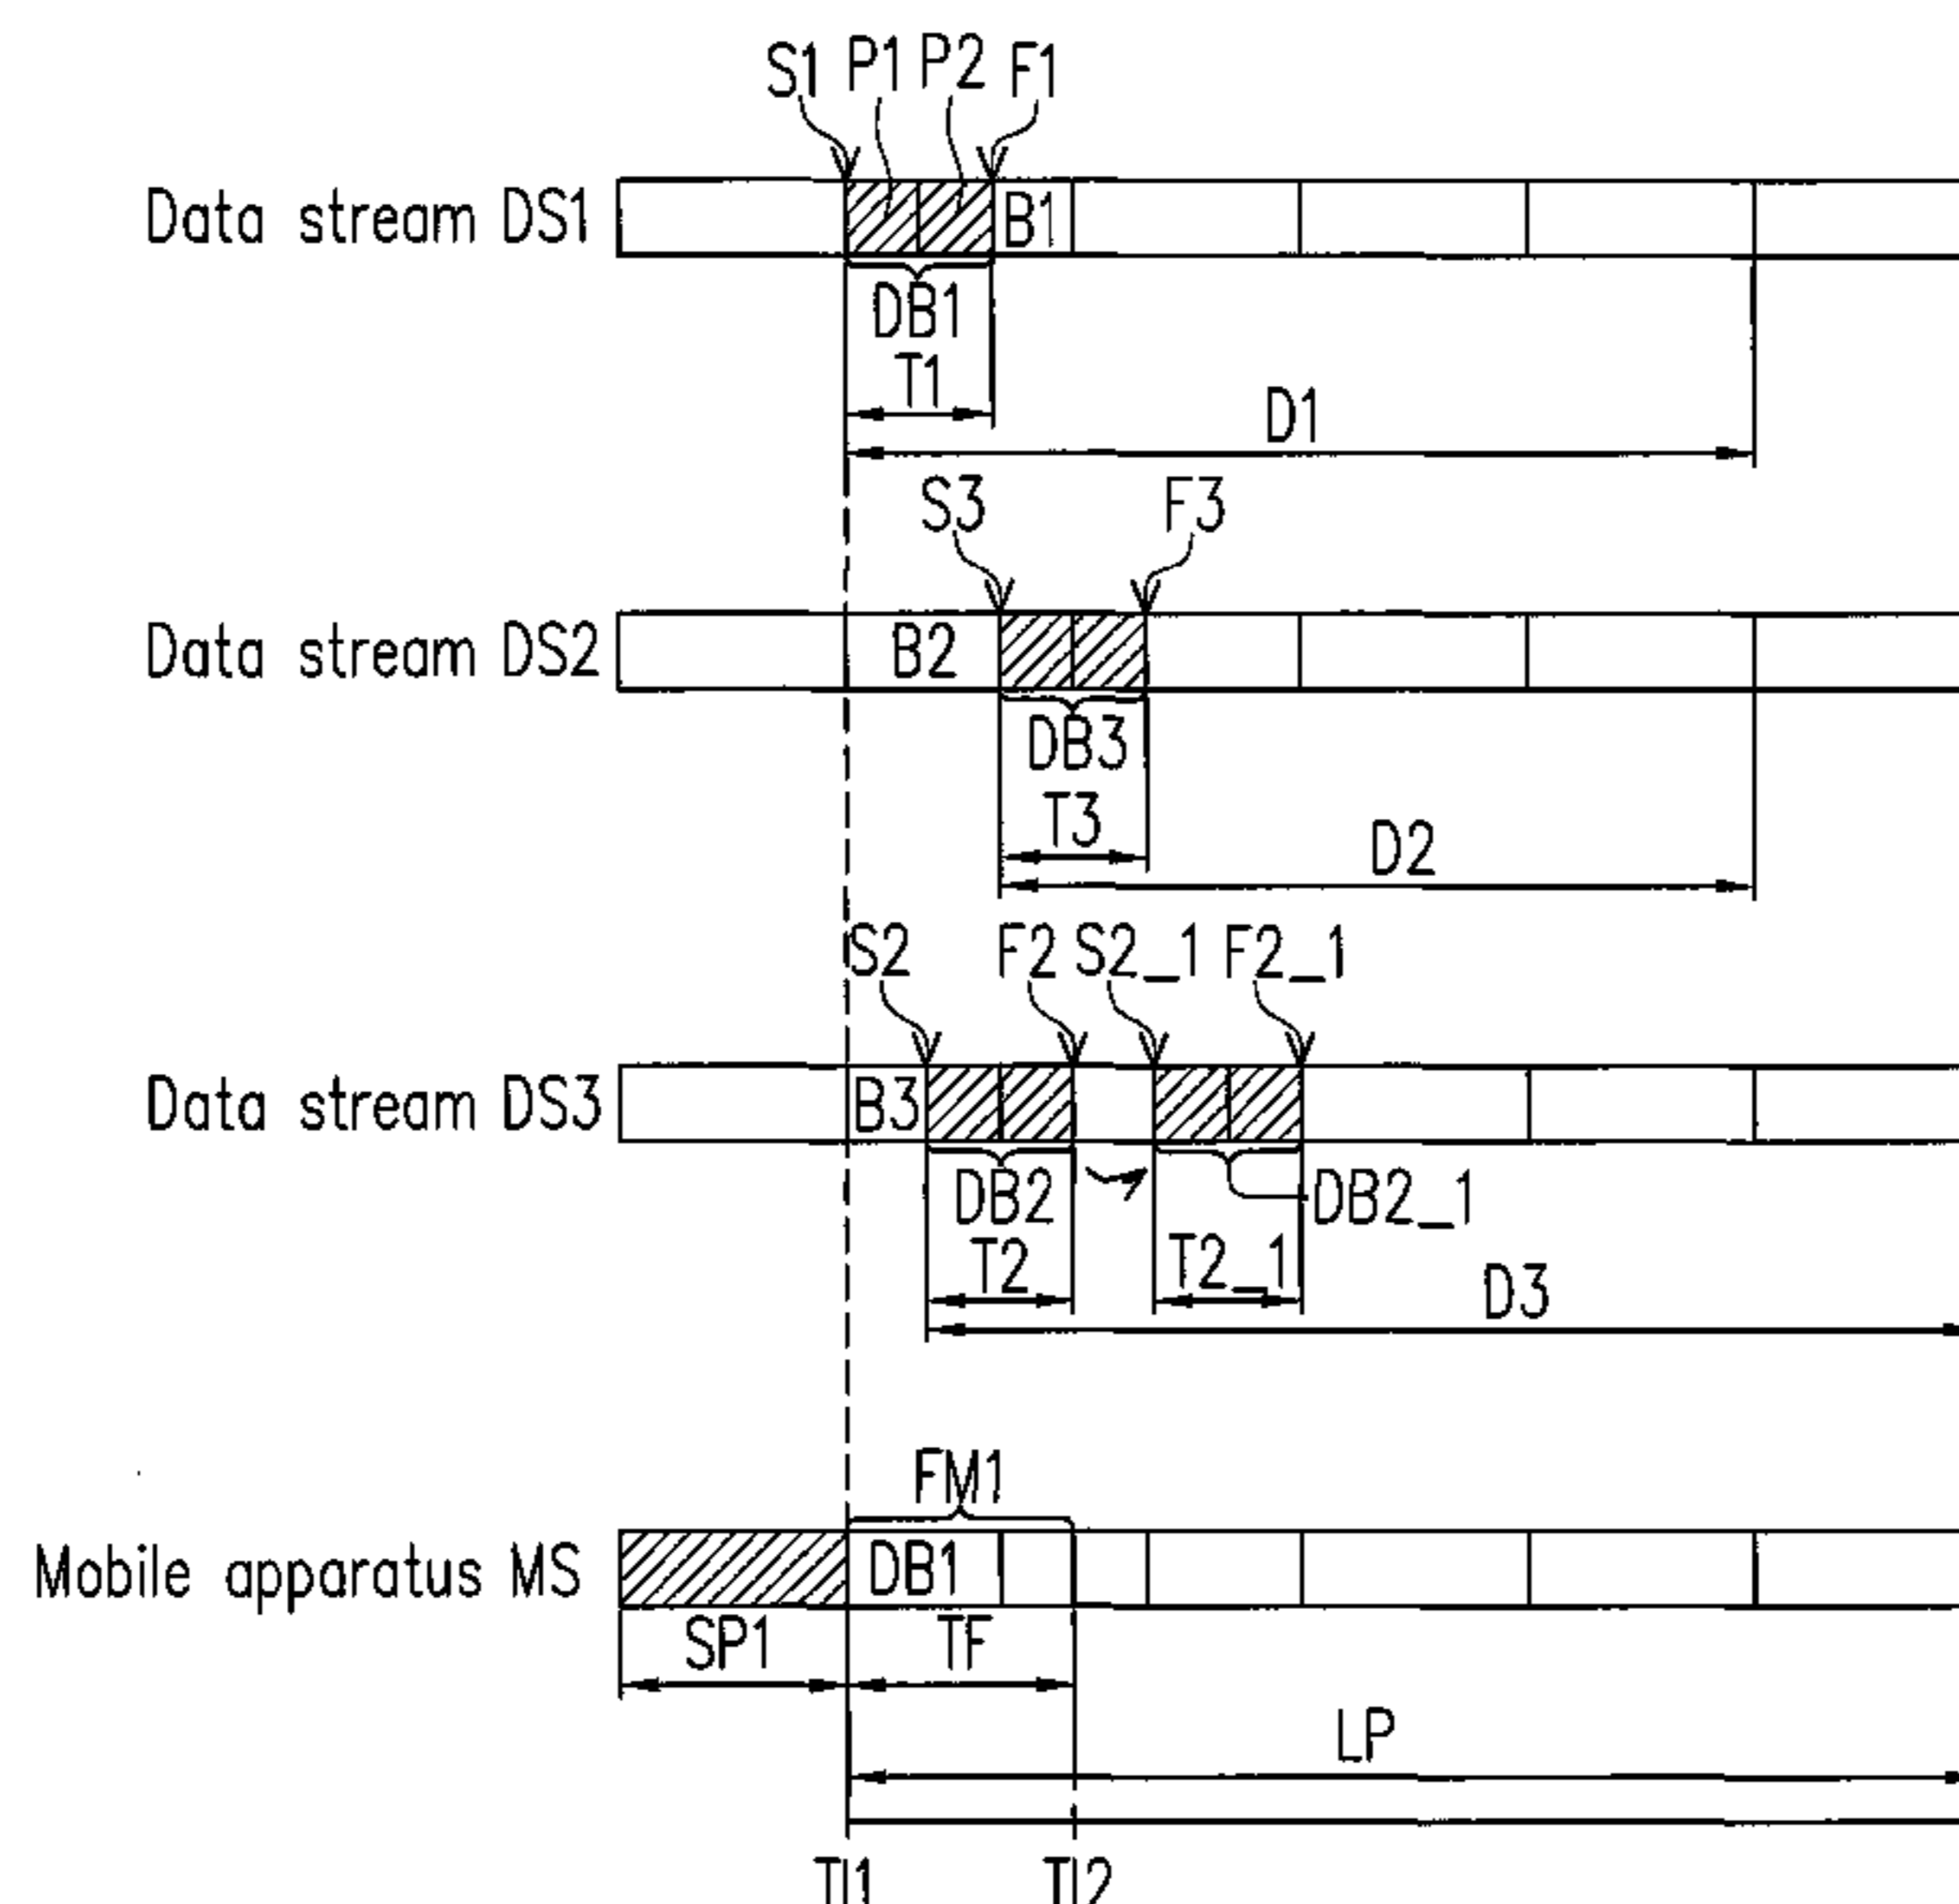 S1 P1 P2 F1
Data stream DS1
B1
DB1
T1
D1
S3 F3
Data stream DS2
B2
DB3
T3
D2
S2 F2 S2_1 F2_1
Data stream DS3
B3
DB2 DB2_1
T2 T2_1
D3
FM1
Mobile apparatus MS
DB1
SP1 TF
LP
TI1 TI2